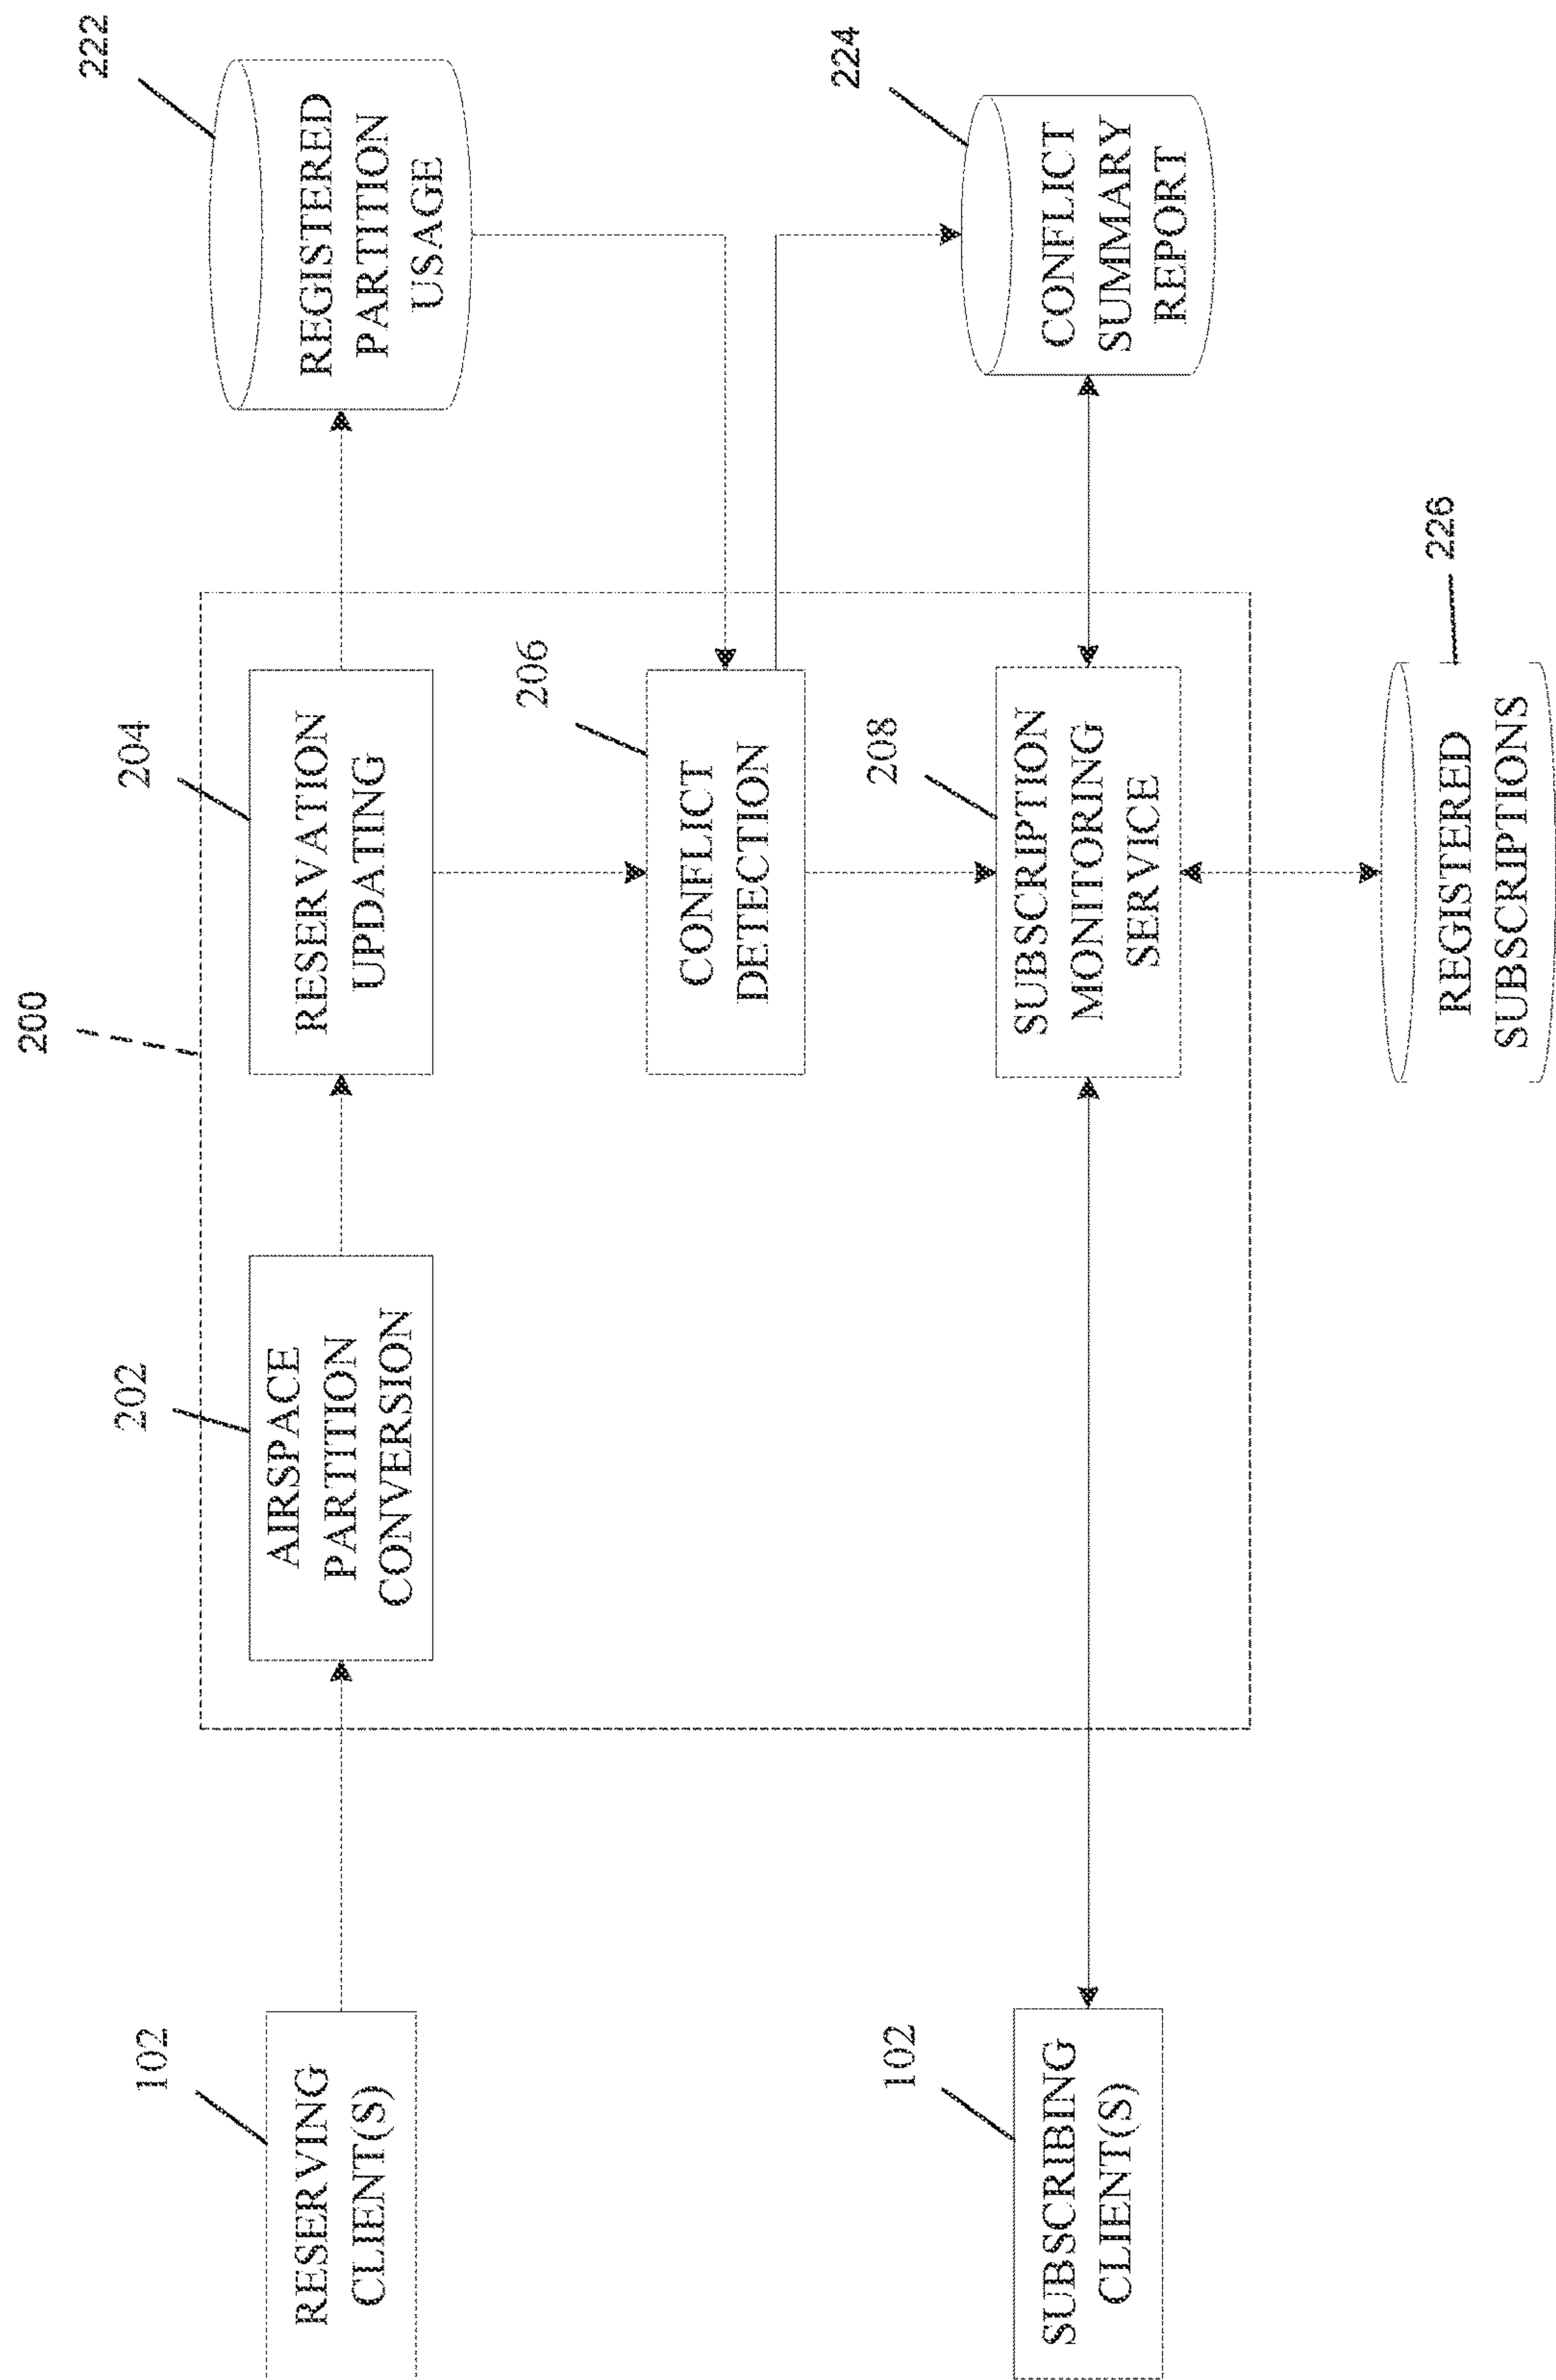 200
102
RESERVING
CLIENT(S)
202
AIRSPACE
PARTITION
CONVERSION
204
RESERVATION
UPDATING
222
REGISTERED
PARTITION
USAGE
206
CONFLICT
DETECTION
102
SUBSCRIBING
CLIENT(S)
208
SUBSCRIPTION
MONITORING
SERVICE
224
CONFLICT
SUMMARY
REPORT
226
REGISTERED
SUBSCRIPTIONS